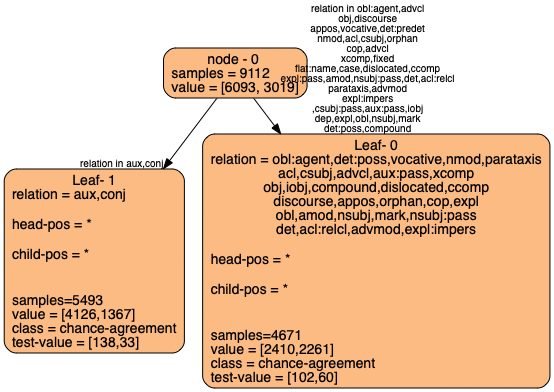 relation in obl:agent,advcl
obj,discourse
appos,vocative,det:predet
nmod,acl,csubj,orphan
cop,advcl
xcomp,fixed
flat:name,case,dislocated,ccomp
expl:pass,amod,nsubj:pass,det,acl:relcl
parataxis,advmod
expl:impers
,csubj:pass,aux:pass,iobj
dep,expl,obl,nsubj,mark
det:poss,compound
node - 0
samples = 9112
value = [6093, 3019]
relation in aux,conj
Leaf- 1
relation = aux,conj
head-pos = *
child-pos = *
samples=5493
value = [4126,1367]
class = chance-agreement
test-value = [138,33]
Leaf- 0
relation = obl:agent,det:poss,vocative,nmod,parataxis
acl,csubj,advcl,aux:pass,xcomp
obj,iobj,compound,dislocated,ccomp
discourse,appos,orphan,cop,expl
obl,amod,nsubj,mark,nsubj:pass
det,acl:relcl,advmod,expl:impers
head-pos = *
child-pos = *
samples=4671
value = [2410,2261]
class = chance-agreement
test-value = [102,60]